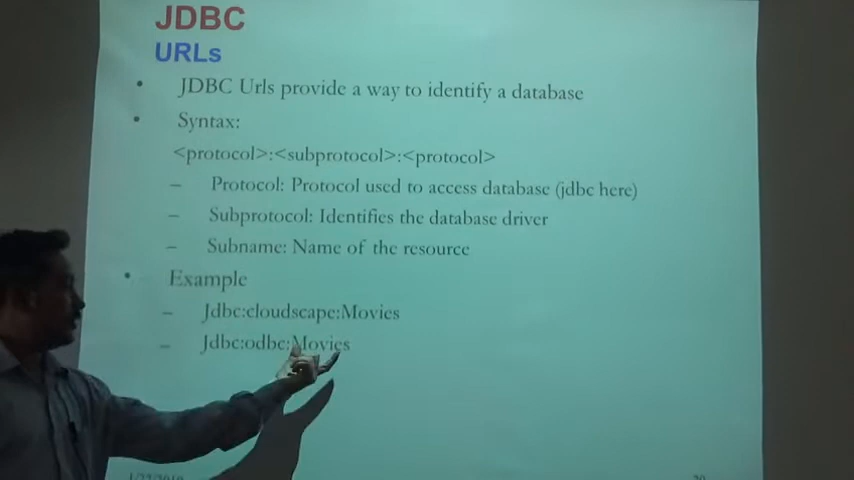 JDBC
URLs
• JDBC Urls provide a way to identify a database
• Syntax:
<protocol>:<subprotocol>:<protocol>
– Protocol: Protocol used to access database (jdbc here)
– Subprotocol: Identifies the database driver
– Subname: Name of the resource
• Example
– Jdbc:cloudscape:Movies
– Jdbc:odbc:Movies